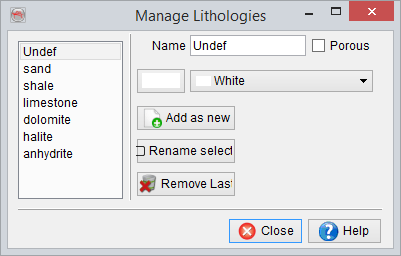 Manage Lithologies
Undef
sand
shale
limestone
dolomite
halite
anhydrite
Name Undef Porous
White
Add as new
Rename select
Remove Las
Close Help